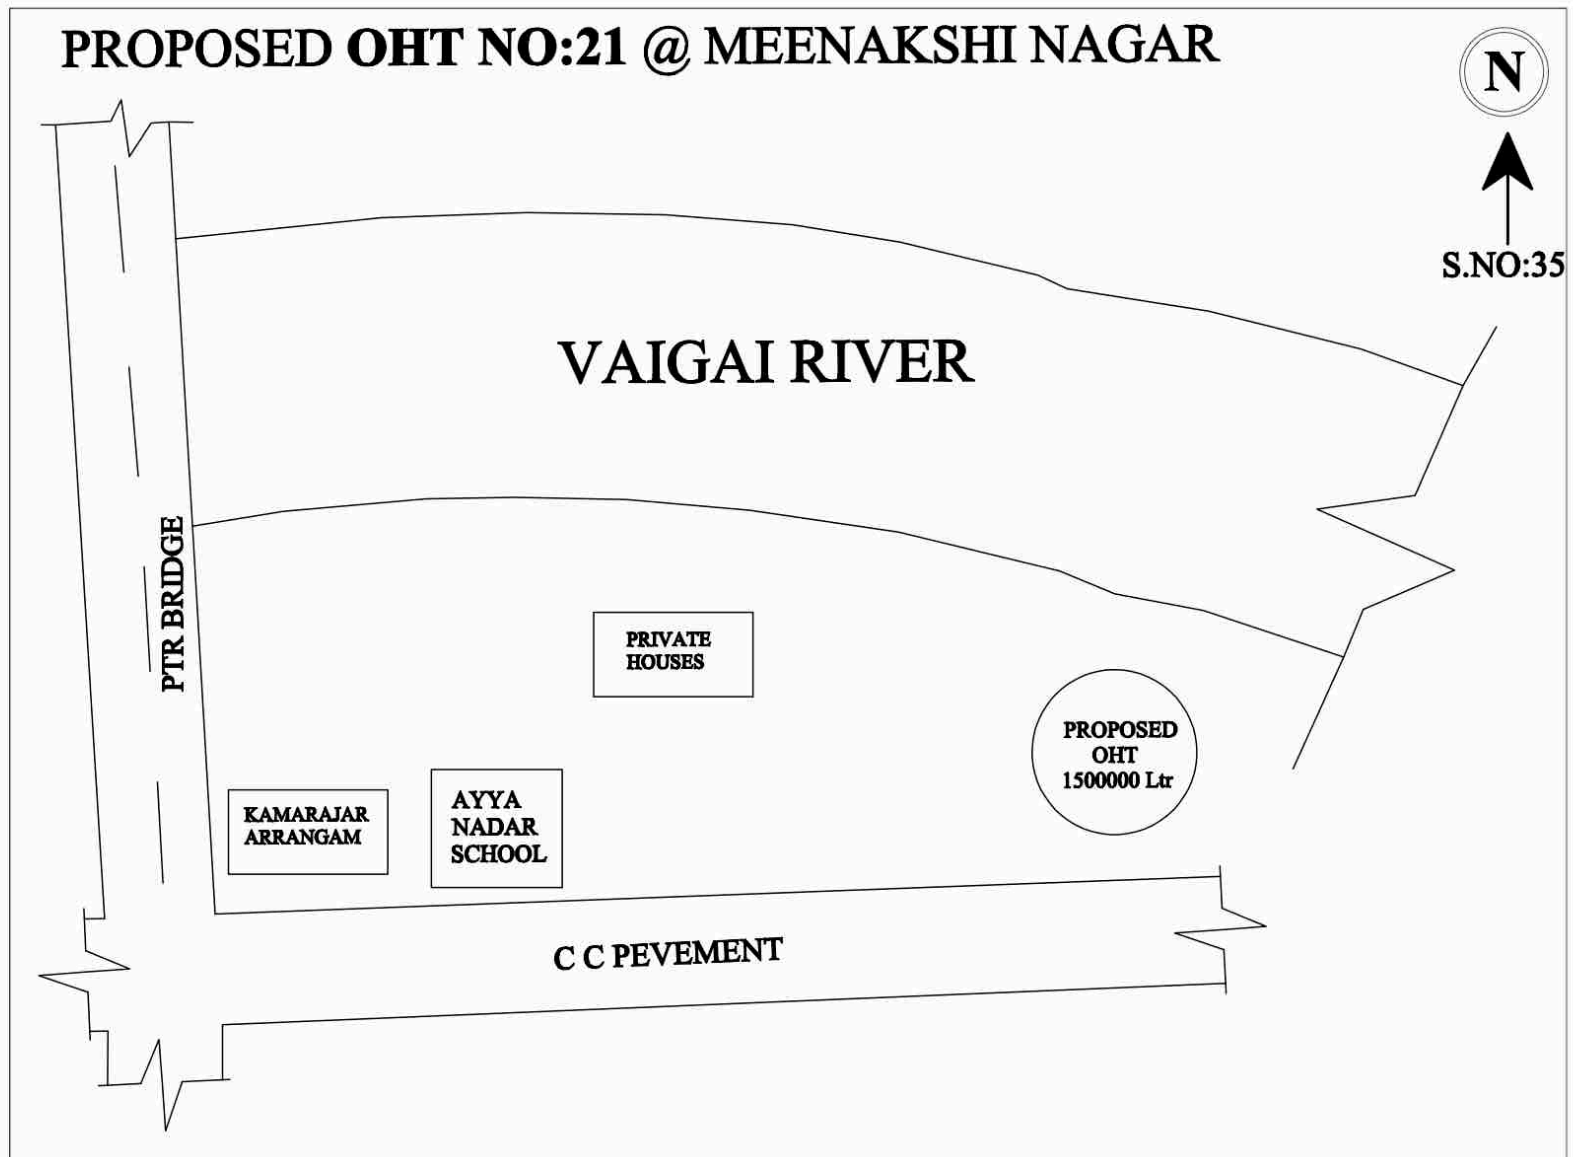 PROPOSED OHT NO:21 @ MEENAKSHI NAGAR
N
S.NO:35
VAIGAI RIVER
PTR BRIDGE
PRIVATE
HOUSES
PROPOSED
OHT
1500000 Ltr
KAMARAJAR
ARRANGAM
AYYA
NADAR
SCHOOL
C C PEVEMENT